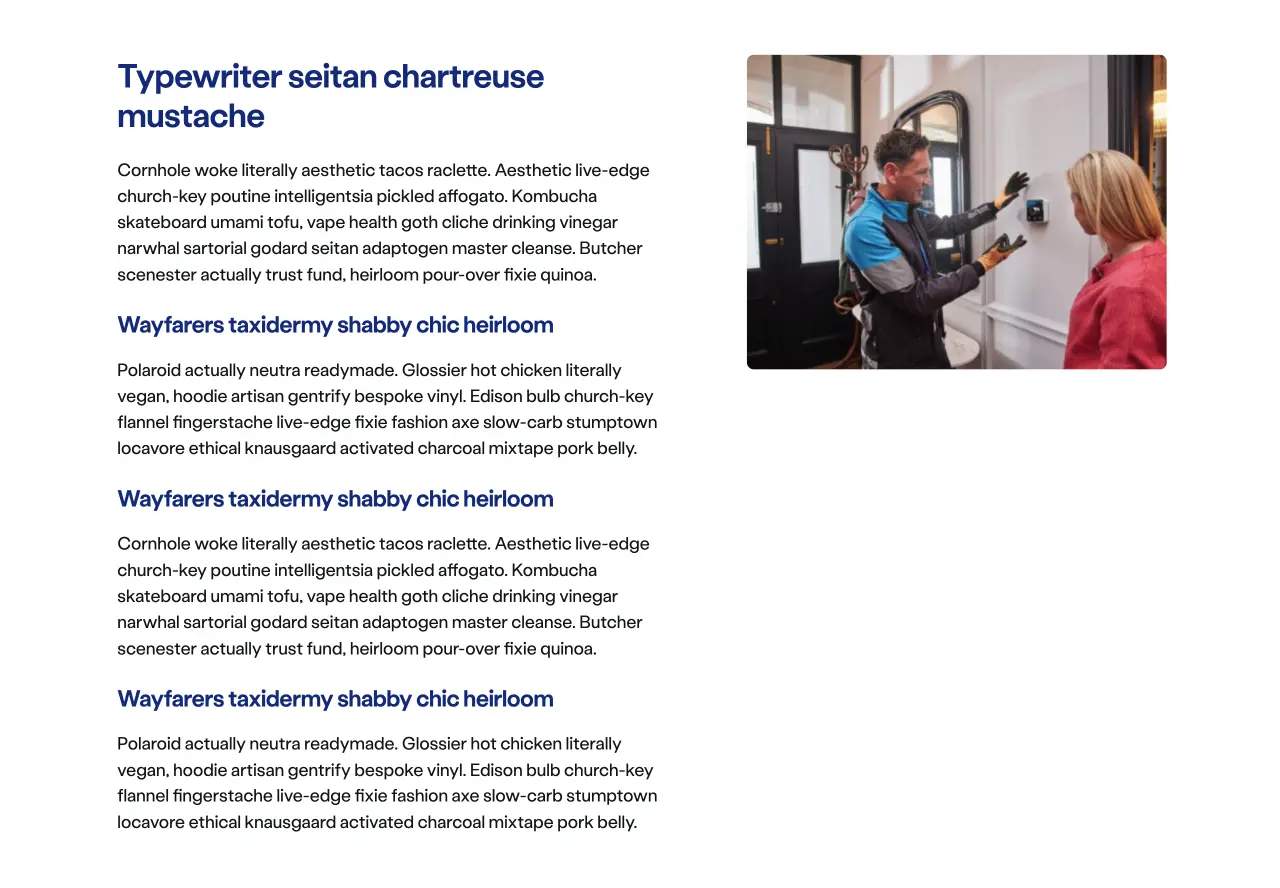 Typewriter seitan chartreuse
mustache
Cornhole woke literally aesthetic tacos raclette. Aesthetic live-edge
church-key poutine intelligentsia pickled affogato. Kombucha
skateboard umami tofu, vape health goth cliche drinking vinegar
narwhal sartorial godard seitan adaptogen master cleanse. Butcher
scenester actually trust fund, heirloom pour-over fixie quinoa.
Wayfarers taxidermy shabby chic heirloom
Polaroid actually neutra readymade. Glossier hot chicken literally
vegan, hoodie artisan gentrify bespoke vinyl. Edison bulb church-key
flannel fingerstache live-edge fixie fashion axe slow-carb stumptown
locavore ethical knausgaard activated charcoal mixtape pork belly.
Wayfarers taxidermy shabby chic heirloom
Cornhole woke literally aesthetic tacos raclette. Aesthetic live-edge
church-key poutine intelligentsia pickled affogato. Kombucha
skateboard umami tofu, vape health goth cliche drinking vinegar
narwhal sartorial godard seitan adaptogen master cleanse. Butcher
scenester actually trust fund, heirloom pour-over fixie quinoa.
Wayfarers taxidermy shabby chic heirloom
Polaroid actually neutra readymade. Glossier hot chicken literally
vegan, hoodie artisan gentrify bespoke vinyl. Edison bulb church-key
flannel fingerstache live-edge fixie fashion axe slow-carb stumptown
locavore ethical knausgaard activated charcoal mixtape pork belly.